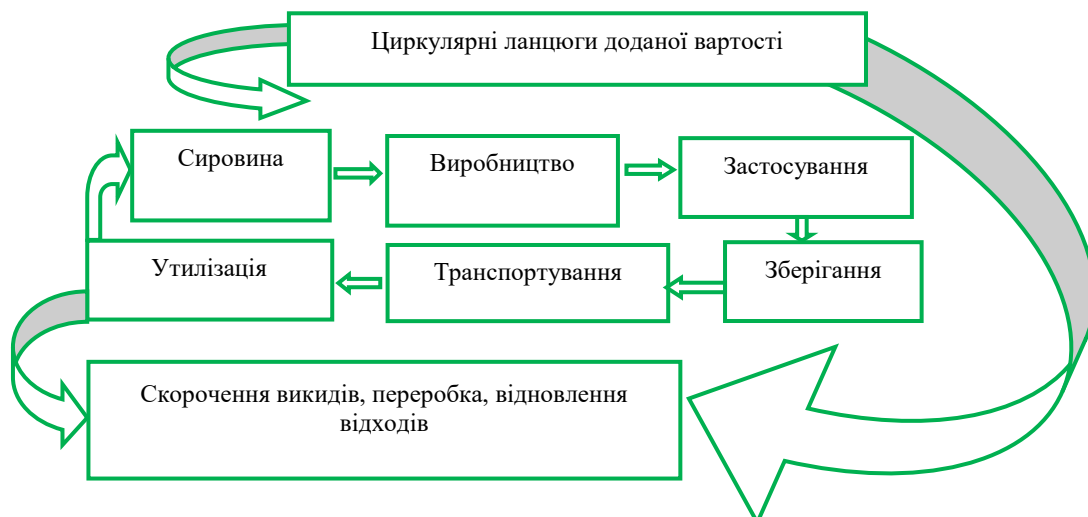 Циркулярні ланцюги доданої вартості
Сировина
Виробництво
Застосування
Утилізація
Транспортування
Зберігання
Скорочення викидів, переробка, відновлення
відходів